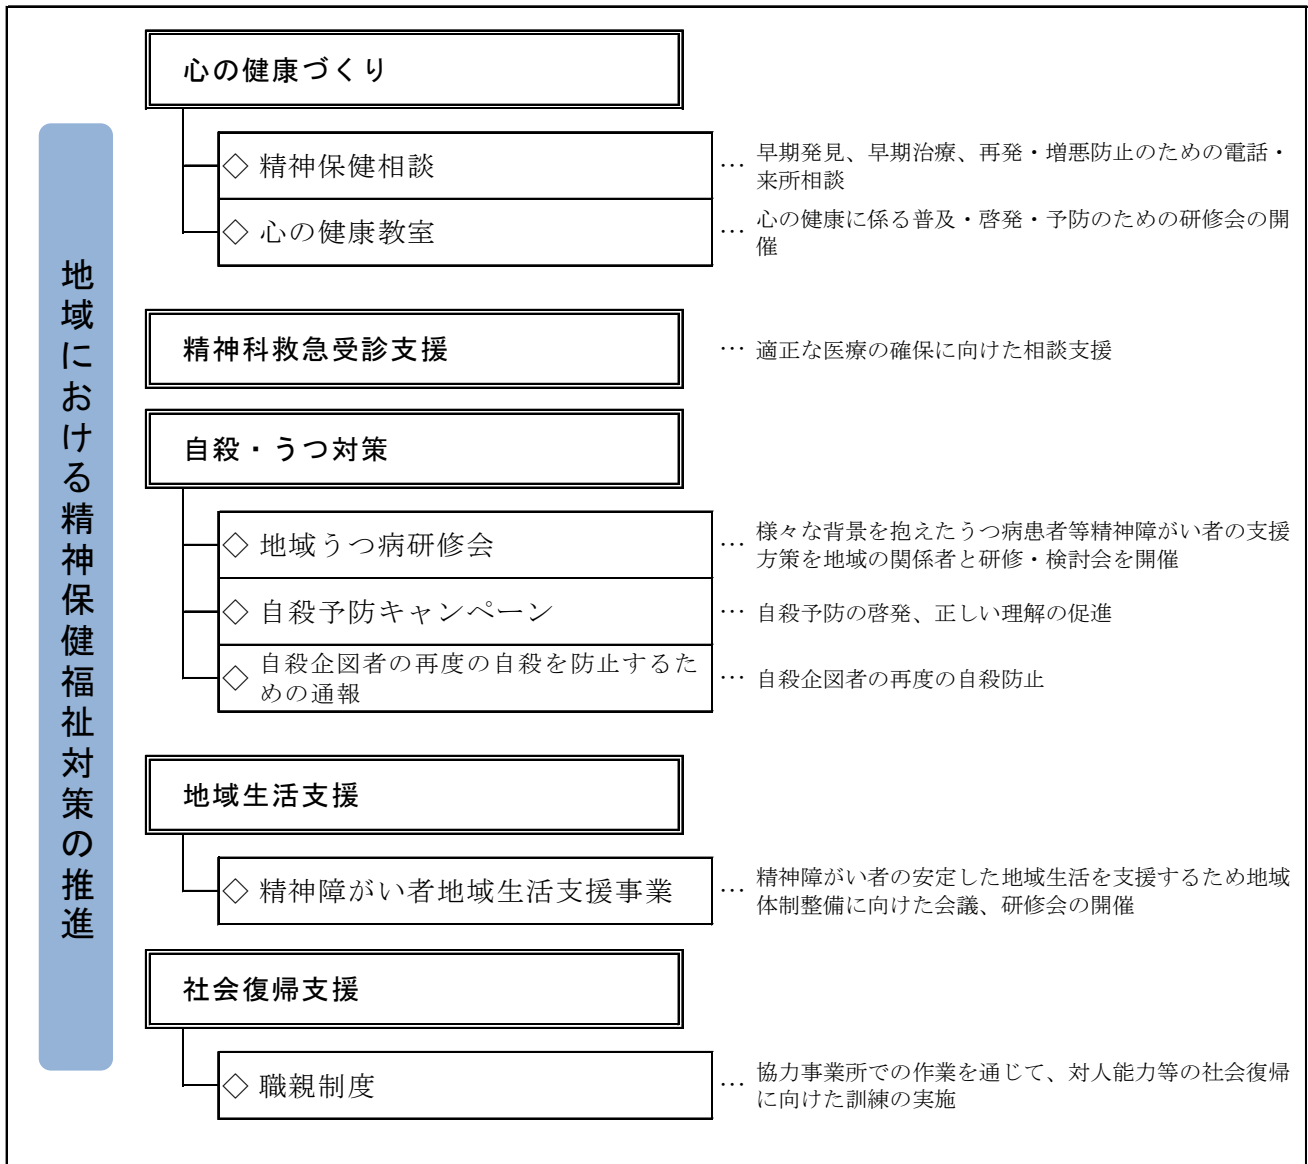 地域における精神保健福祉対策の推進
心の健康づくり
◇ 精神保健相談
… 早期発見、早期治療、再発・増悪防止のための電話・
来所相談
◇ 心の健康教室
… 心の健康に係る普及・啓発・予防のための研修会の開
催
精神科救急受診支援
… 適正な医療の確保に向けた相談支援
自殺・うつ対策
◇ 地域うつ病研修会
… 様々な背景を抱えたうつ病患者等精神障がい者の支援
方策を地域の関係者と研修・検討会を開催
◇ 自殺予防キャンペーン
… 自殺予防の啓発、正しい理解の促進
◇ 自殺企図者の再度の自殺を防止するた
めの通報
… 自殺企図者の再度の自殺防止
地域生活支援
◇ 精神障がい者地域生活支援事業
… 精神障がい者の安定した地域生活を支援するため地域
体制整備に向けた会議、研修会の開催
社会復帰支援
◇ 職親制度
… 協力事業所での作業を通じて、対人能力等の社会復帰
に向けた訓練の実施